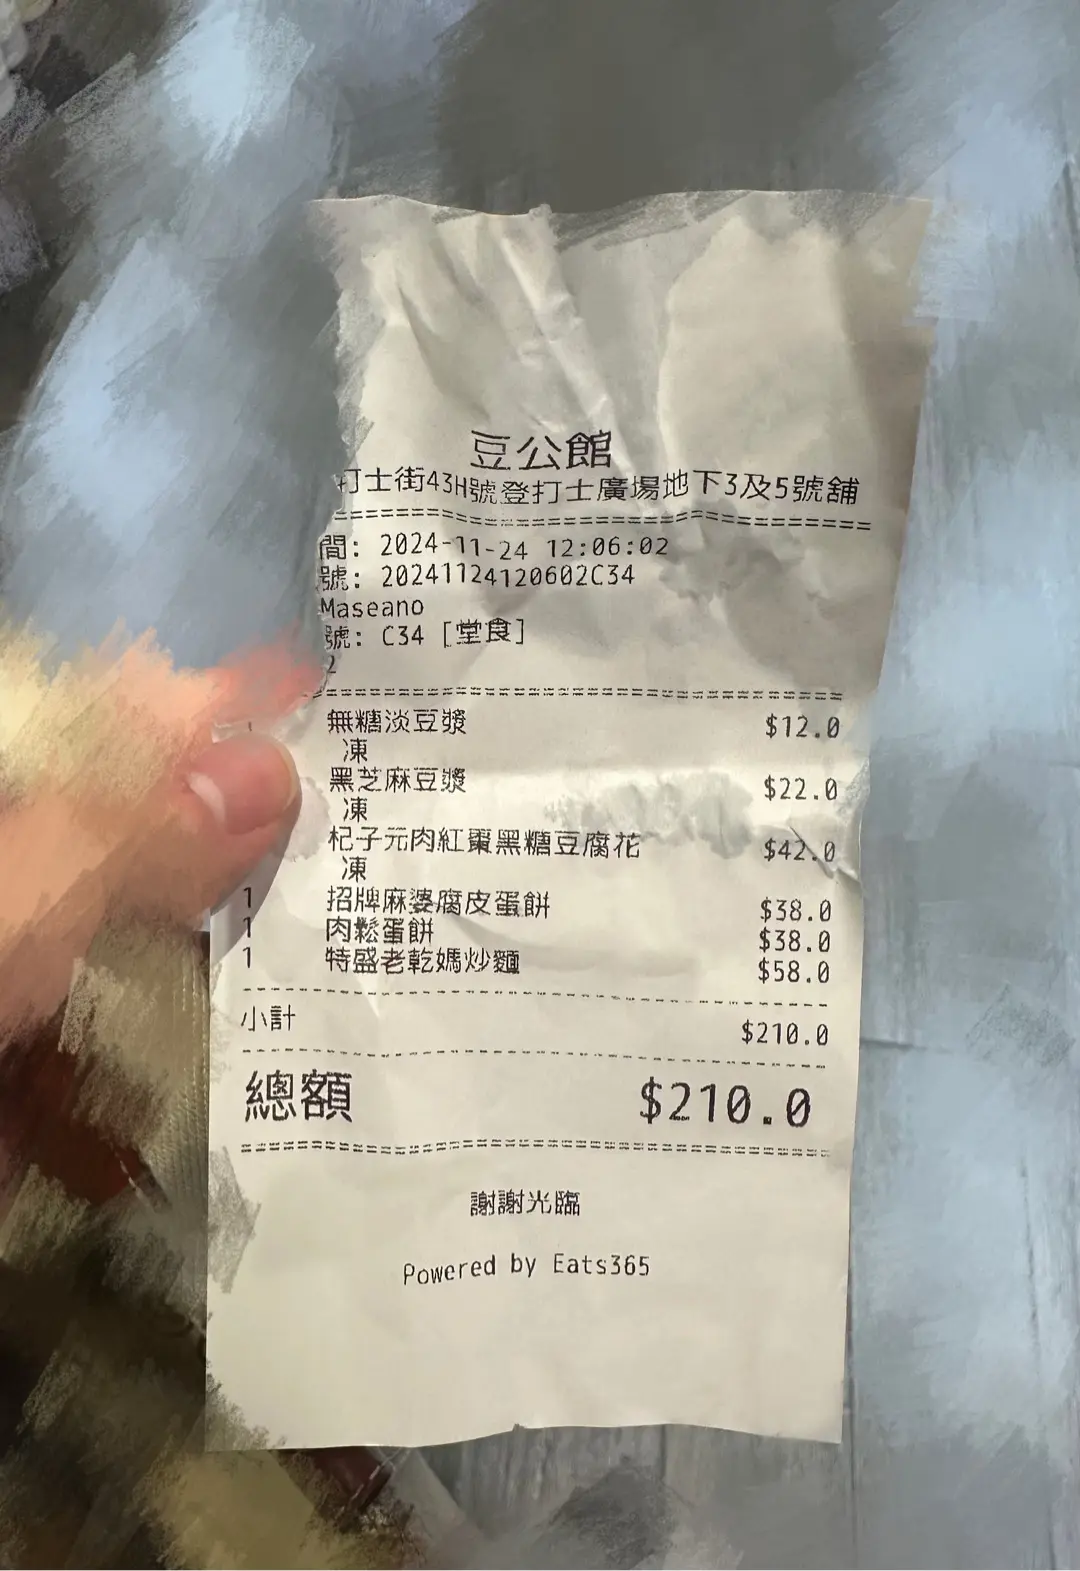 豆公館
打士街43H號登打士廣場地下3及5號舖
間: 2024-11-24 12:06:02
號: 20241124120602C34
Maseano
號: C34 [堂食]
2
無糖淡豆漿 $12.0
凍
黑芝麻豆漿 $22.0
凍
杞子元肉紅棗黑糖豆腐花 $42.0
凍
1 招牌麻婆腐皮蛋餅 $38.0
1 肉鬆蛋餅 $38.0
1 特盛老乾媽炒麵 $58.0
小計 $210.0
總額 $210.0
謝謝光臨
Powered by Eats365